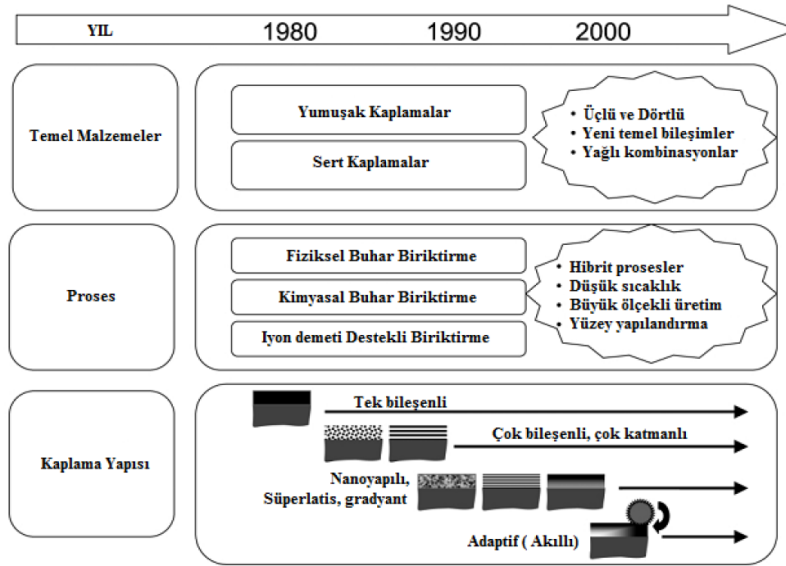 YIL 1980 1990 2000
Temel Malzemeler
Yumuşak Kaplamalar
Sert Kaplamalar
• Üçlü ve Dörtlü
• Yeni temel bileşimler
• Yağlı kombinasyonlar
Proses
Fiziksel Buhar Biriktirme
Kimyasal Buhar Biriktirme
Iyon demeti Destekli Biriktirme
• Hibrit prosesler
• Düşük sıcaklık
• Büyük ölçekli üretim
• Yüzey yapılandırma
Kaplama Yapısı
Tek bileşenli
Çok bileşenli, çok katmanlı
Nanoyapılı,
Süperlatis, gradyant
Adaptif ( Akıllı)